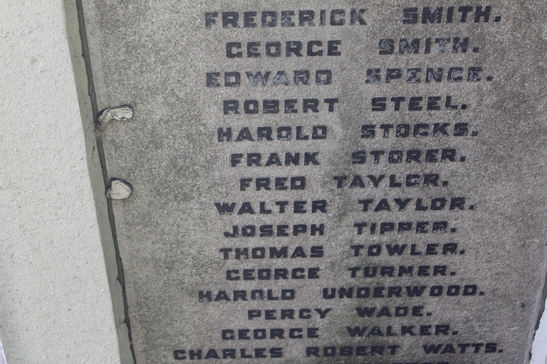 FREDERICK SMITH.
GEORGE SMITH.
EDWARD SPENCE.
ROBERT STEEL.
HAROLD STOCKS.
FRANK STORER.
FRED TAYLOR.
WALTER TAYLOR.
JOSEPH TIPPER.
THOMAS TOWLER.
GEORGE TURNER.
HAROLD UNDERWOOD.
PERCY WADE.
GEORGE WALKER.
CHARLES ROBERT WATTS.